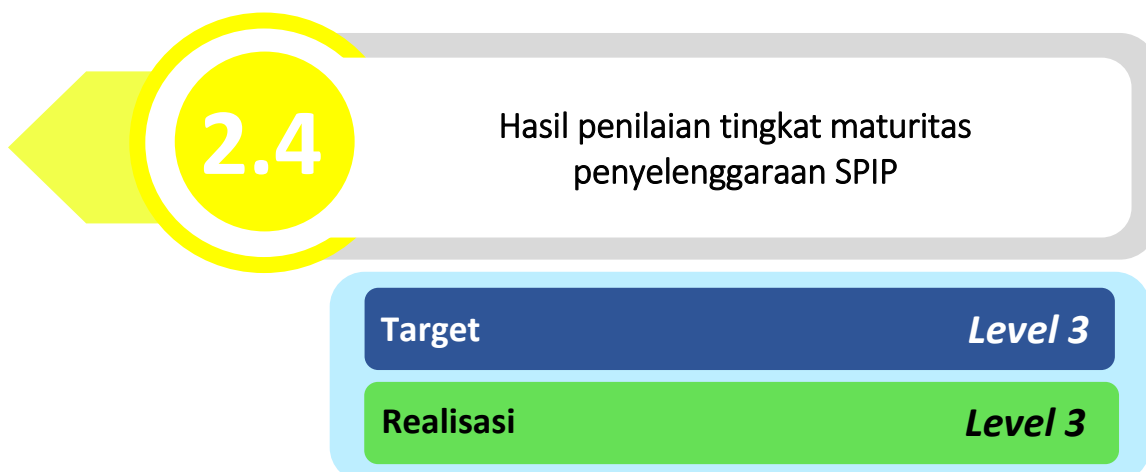 2.4
Hasil penilaian tingkat maturitas
penyelenggaraan SPIP
Target Level 3
Realisasi Level 3